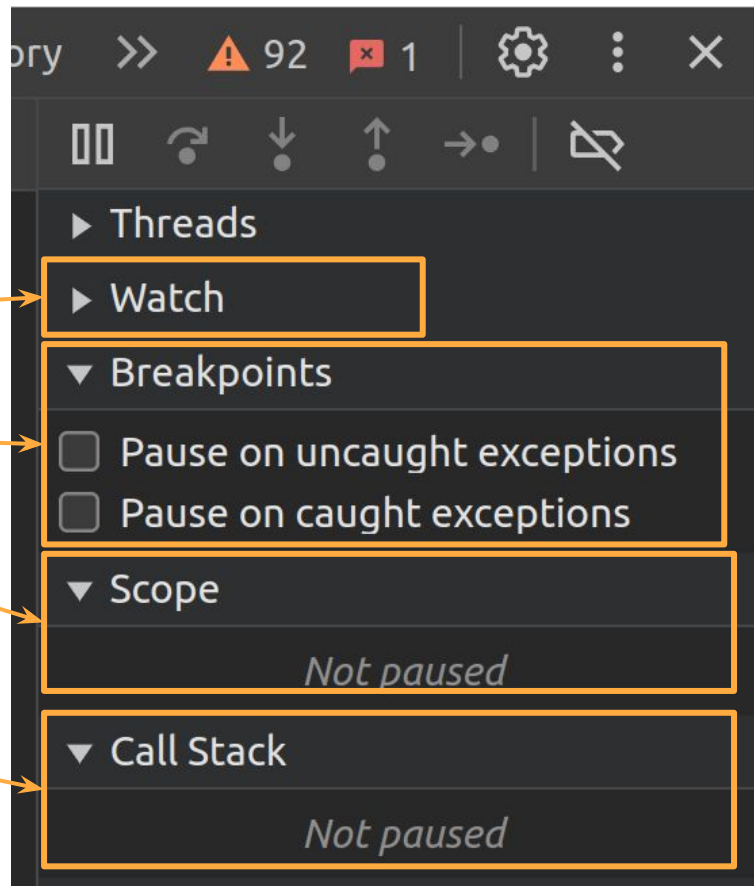 ory 92 1
Threads
Watch
Breakpoints
Pause on uncaught exceptions
Pause on caught exceptions
Scope
Not paused
Call Stack
Not paused